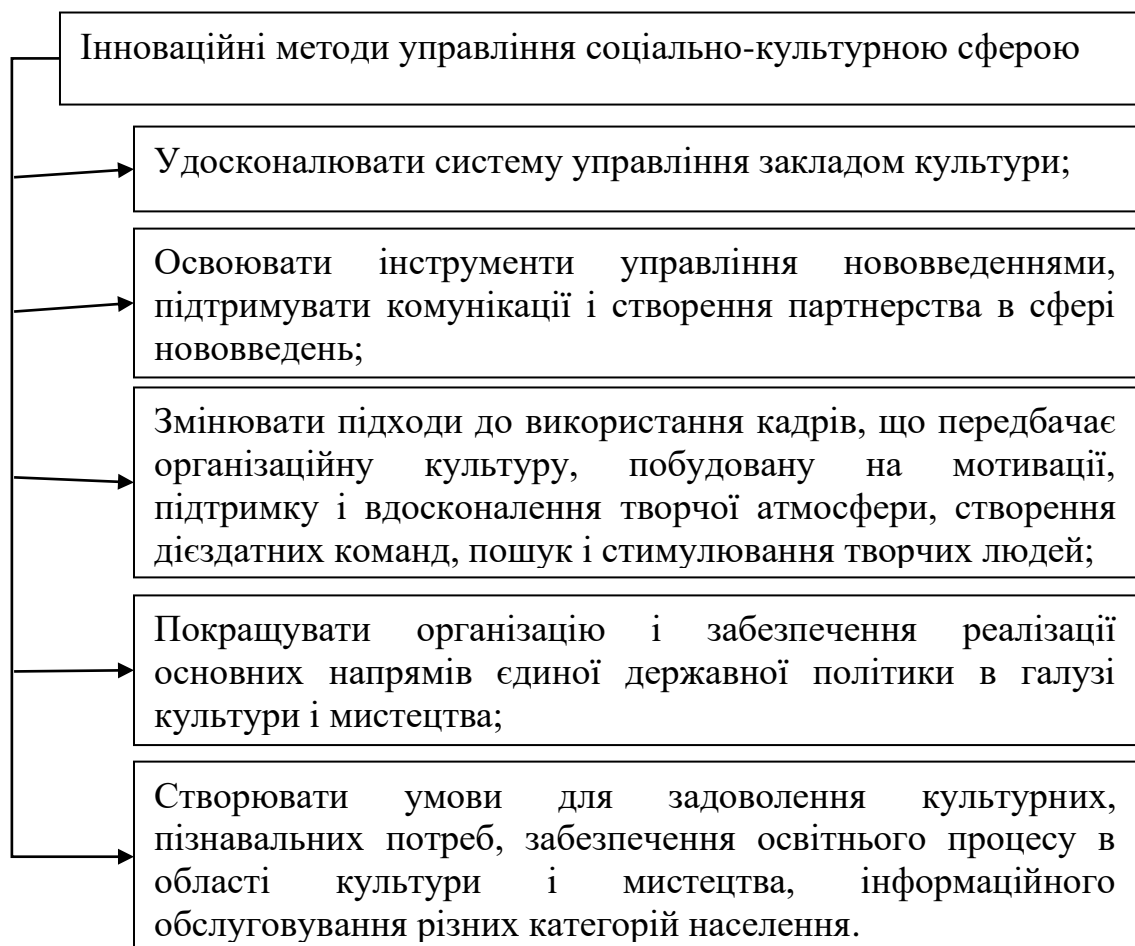 Інноваційні методи управління соціально-культурною сферою
Удосконалювати систему управління закладом культури;
Освоювати інструменти управління нововведеннями,
підтримувати комунікації і створення партнерства в сфері
нововведень;
Змінювати підходи до використання кадрів, що передбачає
організаційну культуру, побудовану на мотивації,
підтримку і вдосконалення творчої атмосфери, створення
дієздатних команд, пошук і стимулювання творчих людей;
Покращувати організацію і забезпечення реалізації
основних напрямів єдиної державної політики в галузі
культури і мистецтва;
Створювати умови для задоволення культурних,
пізнавальних потреб, забезпечення освітнього процесу в
області культури і мистецтва, інформаційного
обслуговування різних категорій населення.